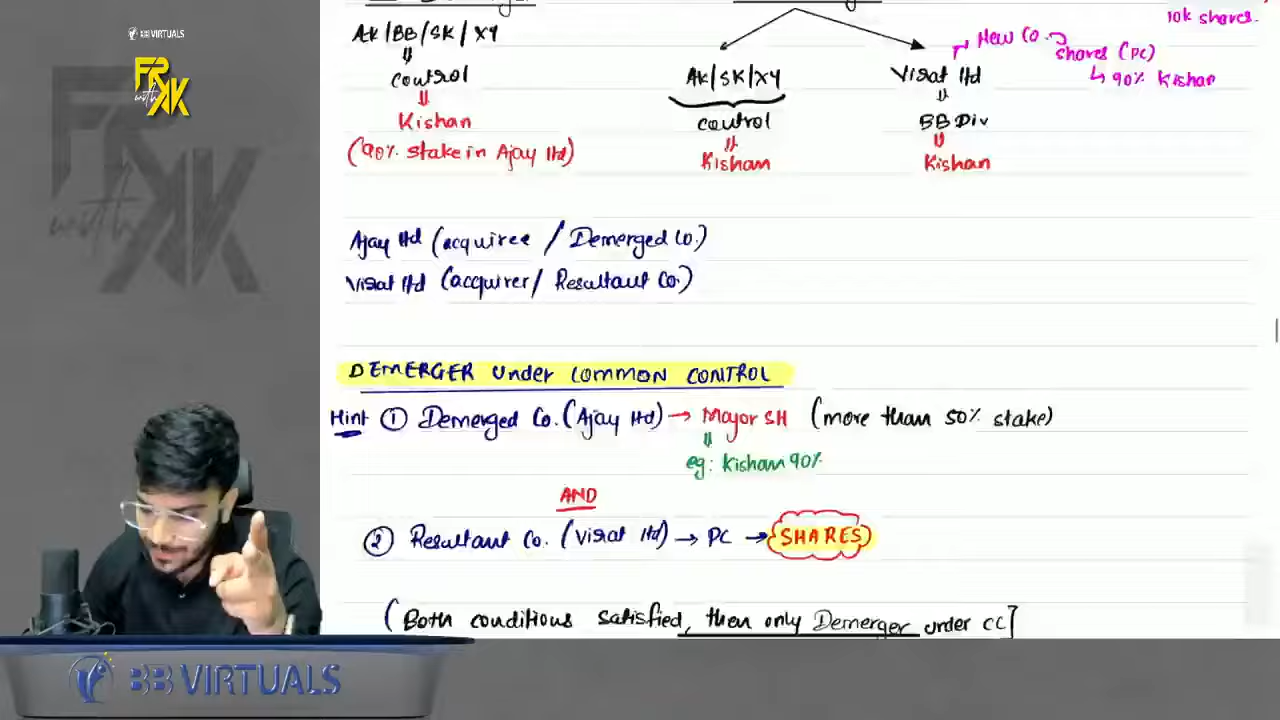 BB VIRTUALS
FR
with
KK
Demerger
10k shares.
AK/BB/SK/XY
control
Kishan
(90% stake in Ajay ltd)
AK/SK/XY
control
Kishan
Virat ltd
BB Div
Kishan
New Co.
shares (PC)
↳ 90% Kishan
Ajay ltd (acquiree / Demerged Co.)
Virat ltd (acquirer/ Resultant Co.)
DEMERGER Under COMMON CONTROL
Hint ① Demerged Co. (Ajay ltd) → Major SH (more than 50% stake)
eg: Kishan 90%
AND
② Resultant Co. (Virat ltd) → PC → SHARES
(Both conditions satisfied, then only Demerger under CC]
BB VIRTUALS